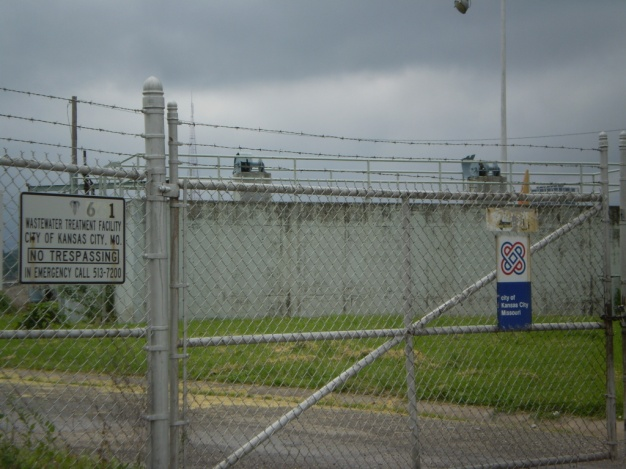 6 1
WASTEWATER TREATMENT FACILITY
CITY OF KANSAS CITY, MO.
NO TRESPASSING
IN EMERGENCY CALL 513-7200
city of
Kansas City
Missouri